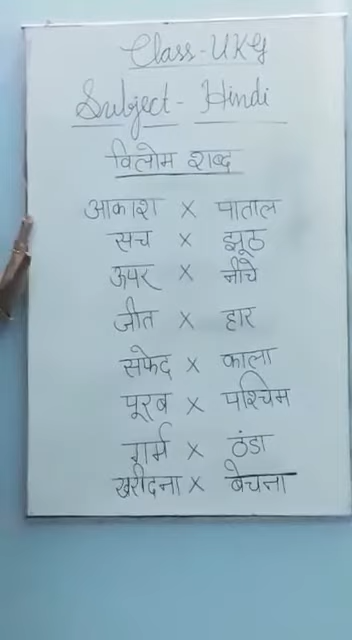 Class-UKG
Subject- Hindi
विलोम शब्द
आकाश × पाताल
सच × झूठ
ऊपर × नीचे
जीत × हार
सफेद × काला
पूरब × पश्चिम
गर्म × ठंडा
खरीदना × बेचना